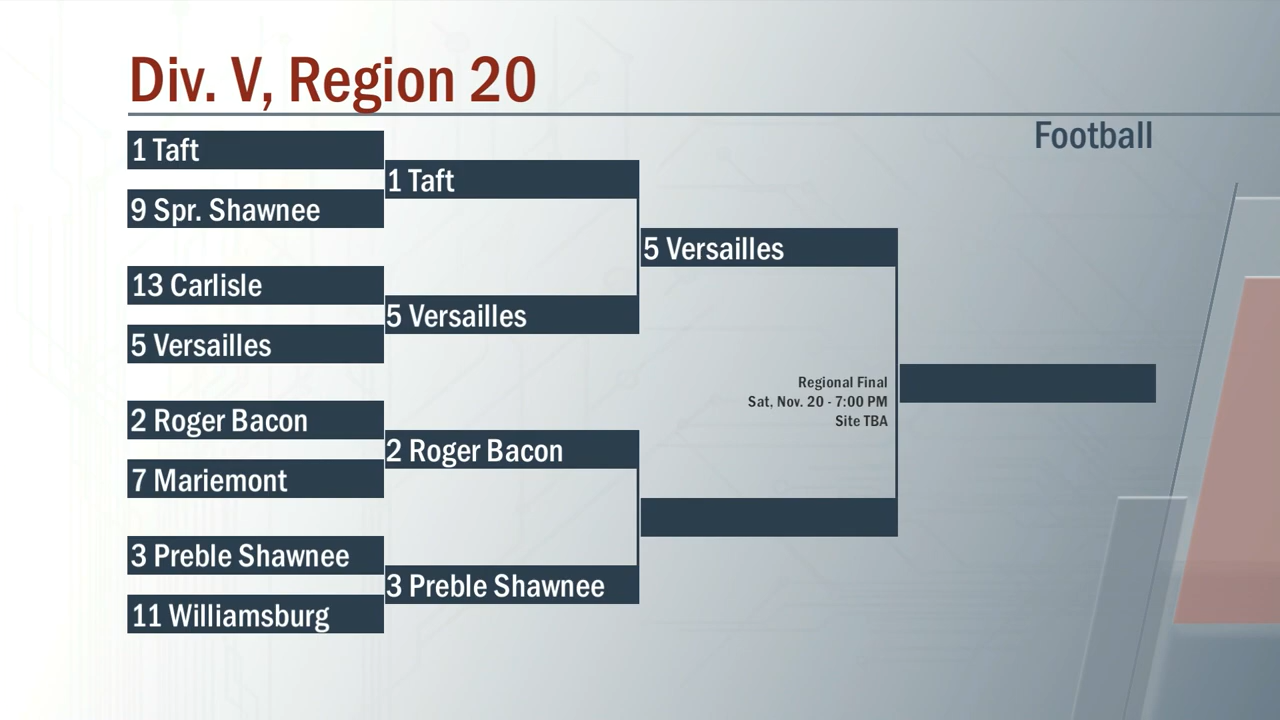 Div. V, Region 20
Football
1 Taft
9 Spr. Shawnee
13 Carlisle
5 Versailles
2 Roger Bacon
7 Mariemont
3 Preble Shawnee
11 Williamsburg
1 Taft
5 Versailles
2 Roger Bacon
3 Preble Shawnee
5 Versailles
Regional Final
Sat, Nov. 20 - 7:00 PM
Site TBA